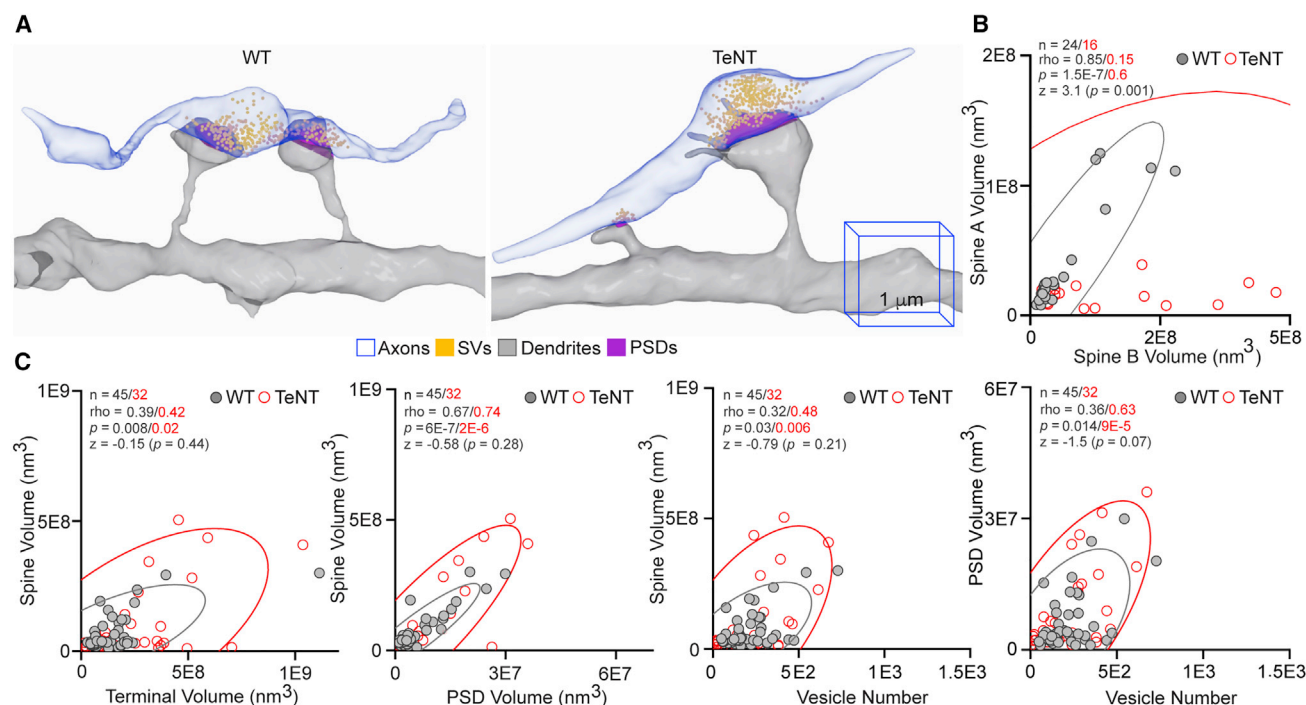 A
WT
TeNT
1 μm
Axons SVs Dendrites PSDs
B
n = 24/16
rho = 0.85/0.15
p = 1.5E-7/0.6
z = 3.1 (p = 0.001)
WT TeNT
2E8
1E8
0
Spine A Volume (nm³)
0 2E8 5E8
Spine B Volume (nm³)
C
n = 45/32
rho = 0.39/0.42
p = 0.008/0.02
z = -0.15 (p = 0.44)
WT TeNT
1E9
5E8
0
Spine Volume (nm³)
0 5E8 1E9
Terminal Volume (nm³)
n = 45/32
rho = 0.67/0.74
p = 6E-7/2E-6
z = -0.58 (p = 0.28)
WT TeNT
1E9
5E8
0
Spine Volume (nm³)
0 3E7 6E7
PSD Volume (nm³)
n = 45/32
rho = 0.32/0.48
p = 0.03/0.006
z = -0.79 (p = 0.21)
WT TeNT
1E9
5E8
0
Spine Volume (nm³)
0 5E2 1E3 1.5E3
Vesicle Number
n = 45/32
rho = 0.36/0.63
p = 0.014/9E-5
z = -1.5 (p = 0.07)
WT TeNT
6E7
3E7
0
PSD Volume (nm³)
0 5E2 1E3 1.5E3
Vesicle Number